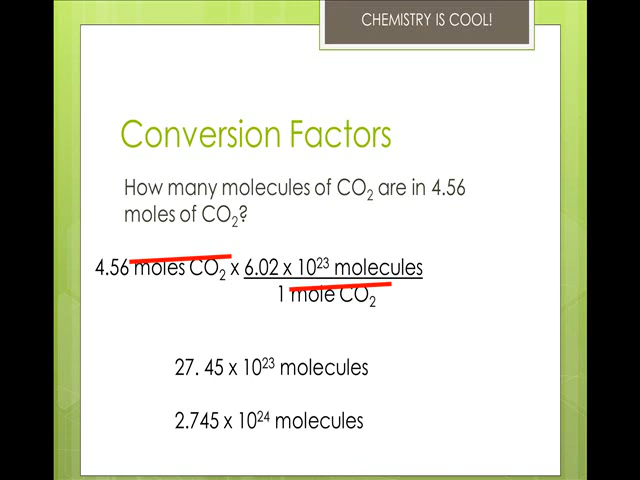 CHEMISTRY IS COOL!
Conversion Factors
How many molecules of CO₂ are in 4.56
moles of CO₂?
4.56 moles CO₂ x 6.02 x 10²³ molecules
1 mole CO₂
27. 45 x 10²³ molecules
2.745 x 10²⁴ molecules